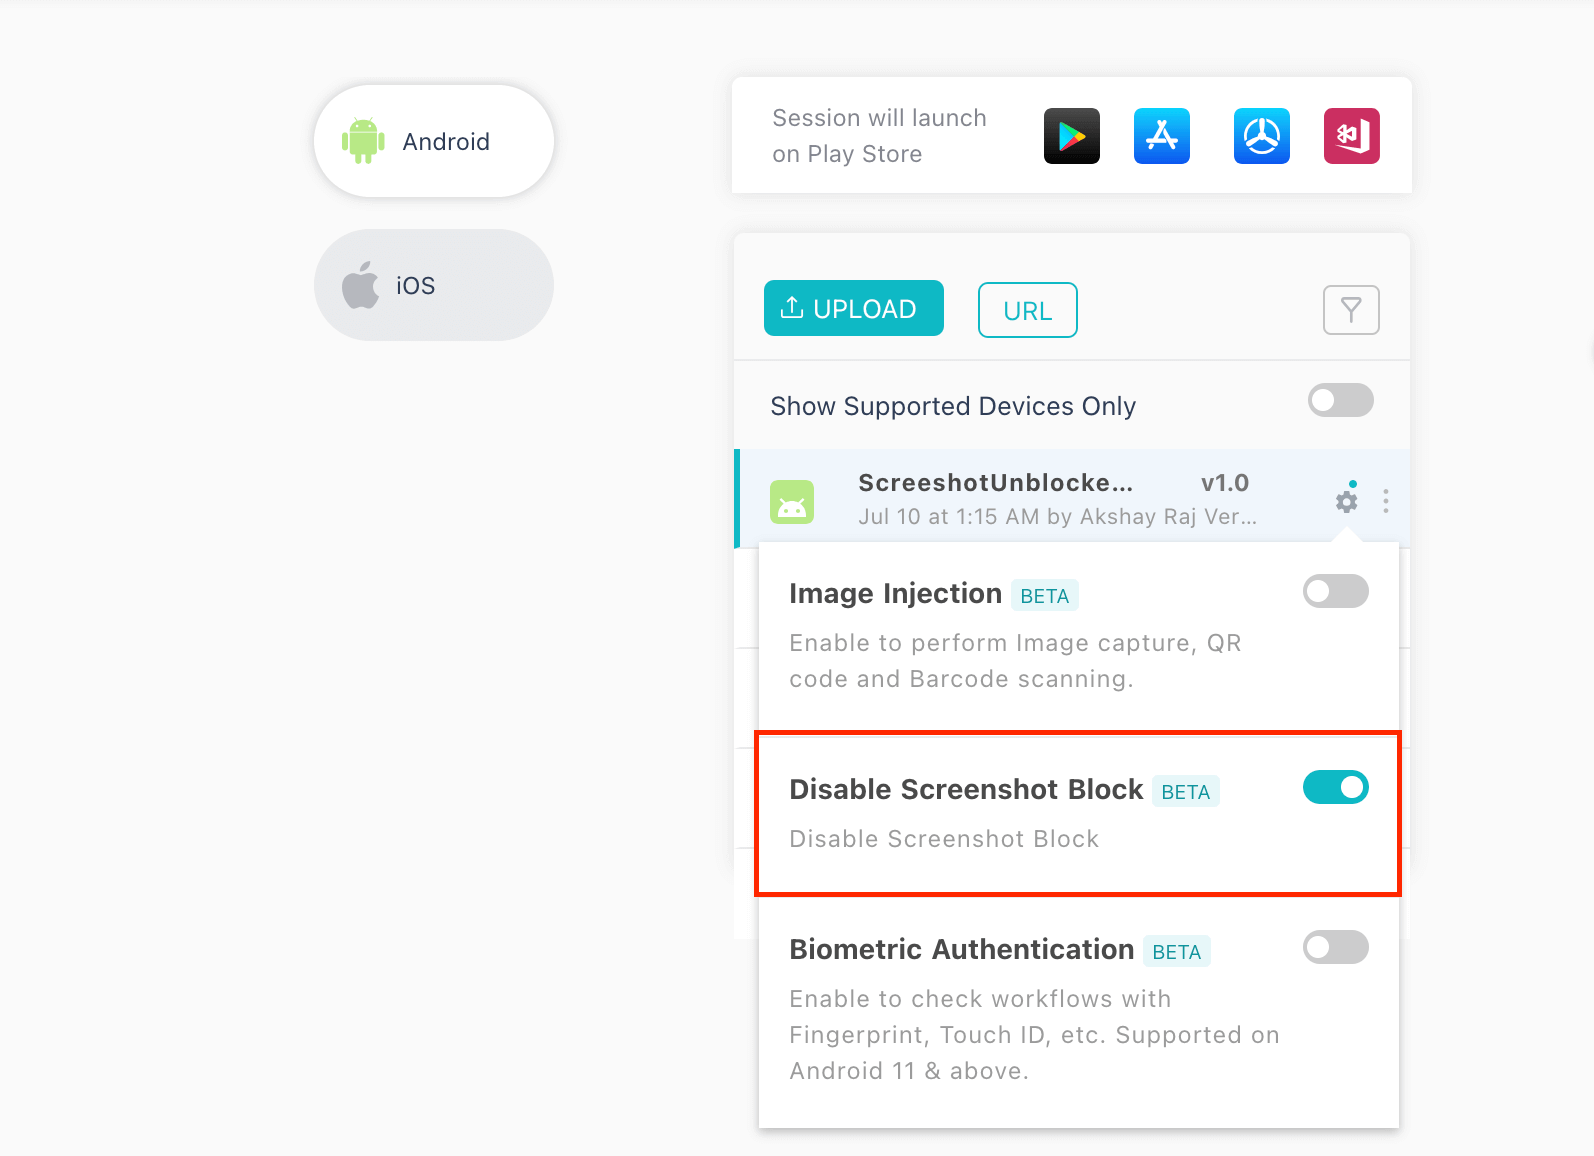 Android
iOS
Session will launch
on Play Store
UPLOAD
URL
Show Supported Devices Only
ScreeshotUnblocke... v1.0
Jul 10 at 1:15 AM by Akshay Raj Ver...
Image Injection BETA
Enable to perform Image capture, QR
code and Barcode scanning.
Disable Screenshot Block BETA
Disable Screenshot Block
Biometric Authentication BETA
Enable to check workflows with
Fingerprint, Touch ID, etc. Supported on
Android 11 & above.